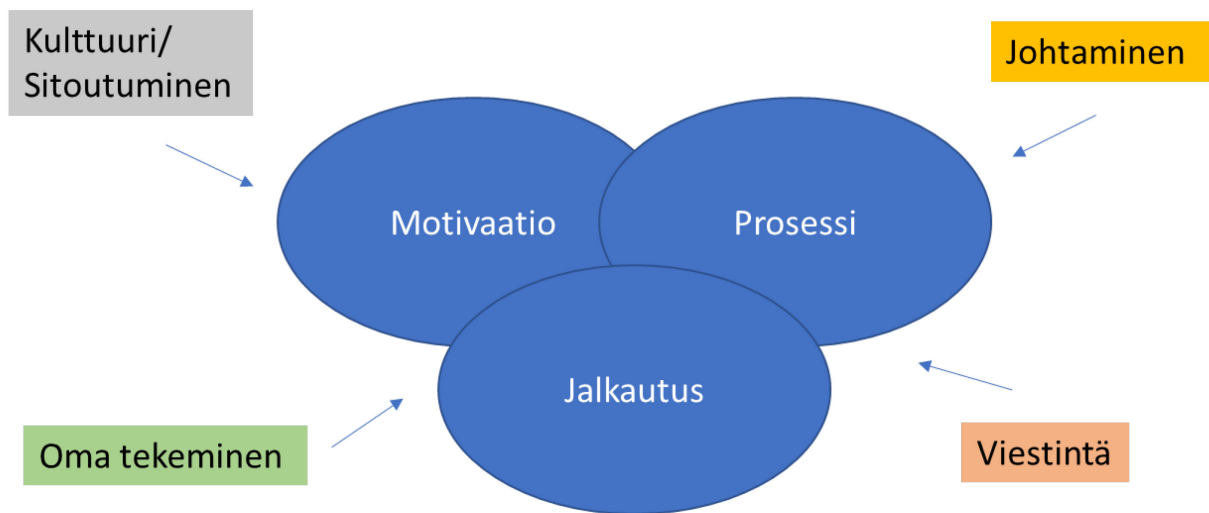 Kulttuuri/
Sitoutuminen
Johtaminen
Motivaatio
Prosessi
Jalkautus
Oma tekeminen
Viestintä